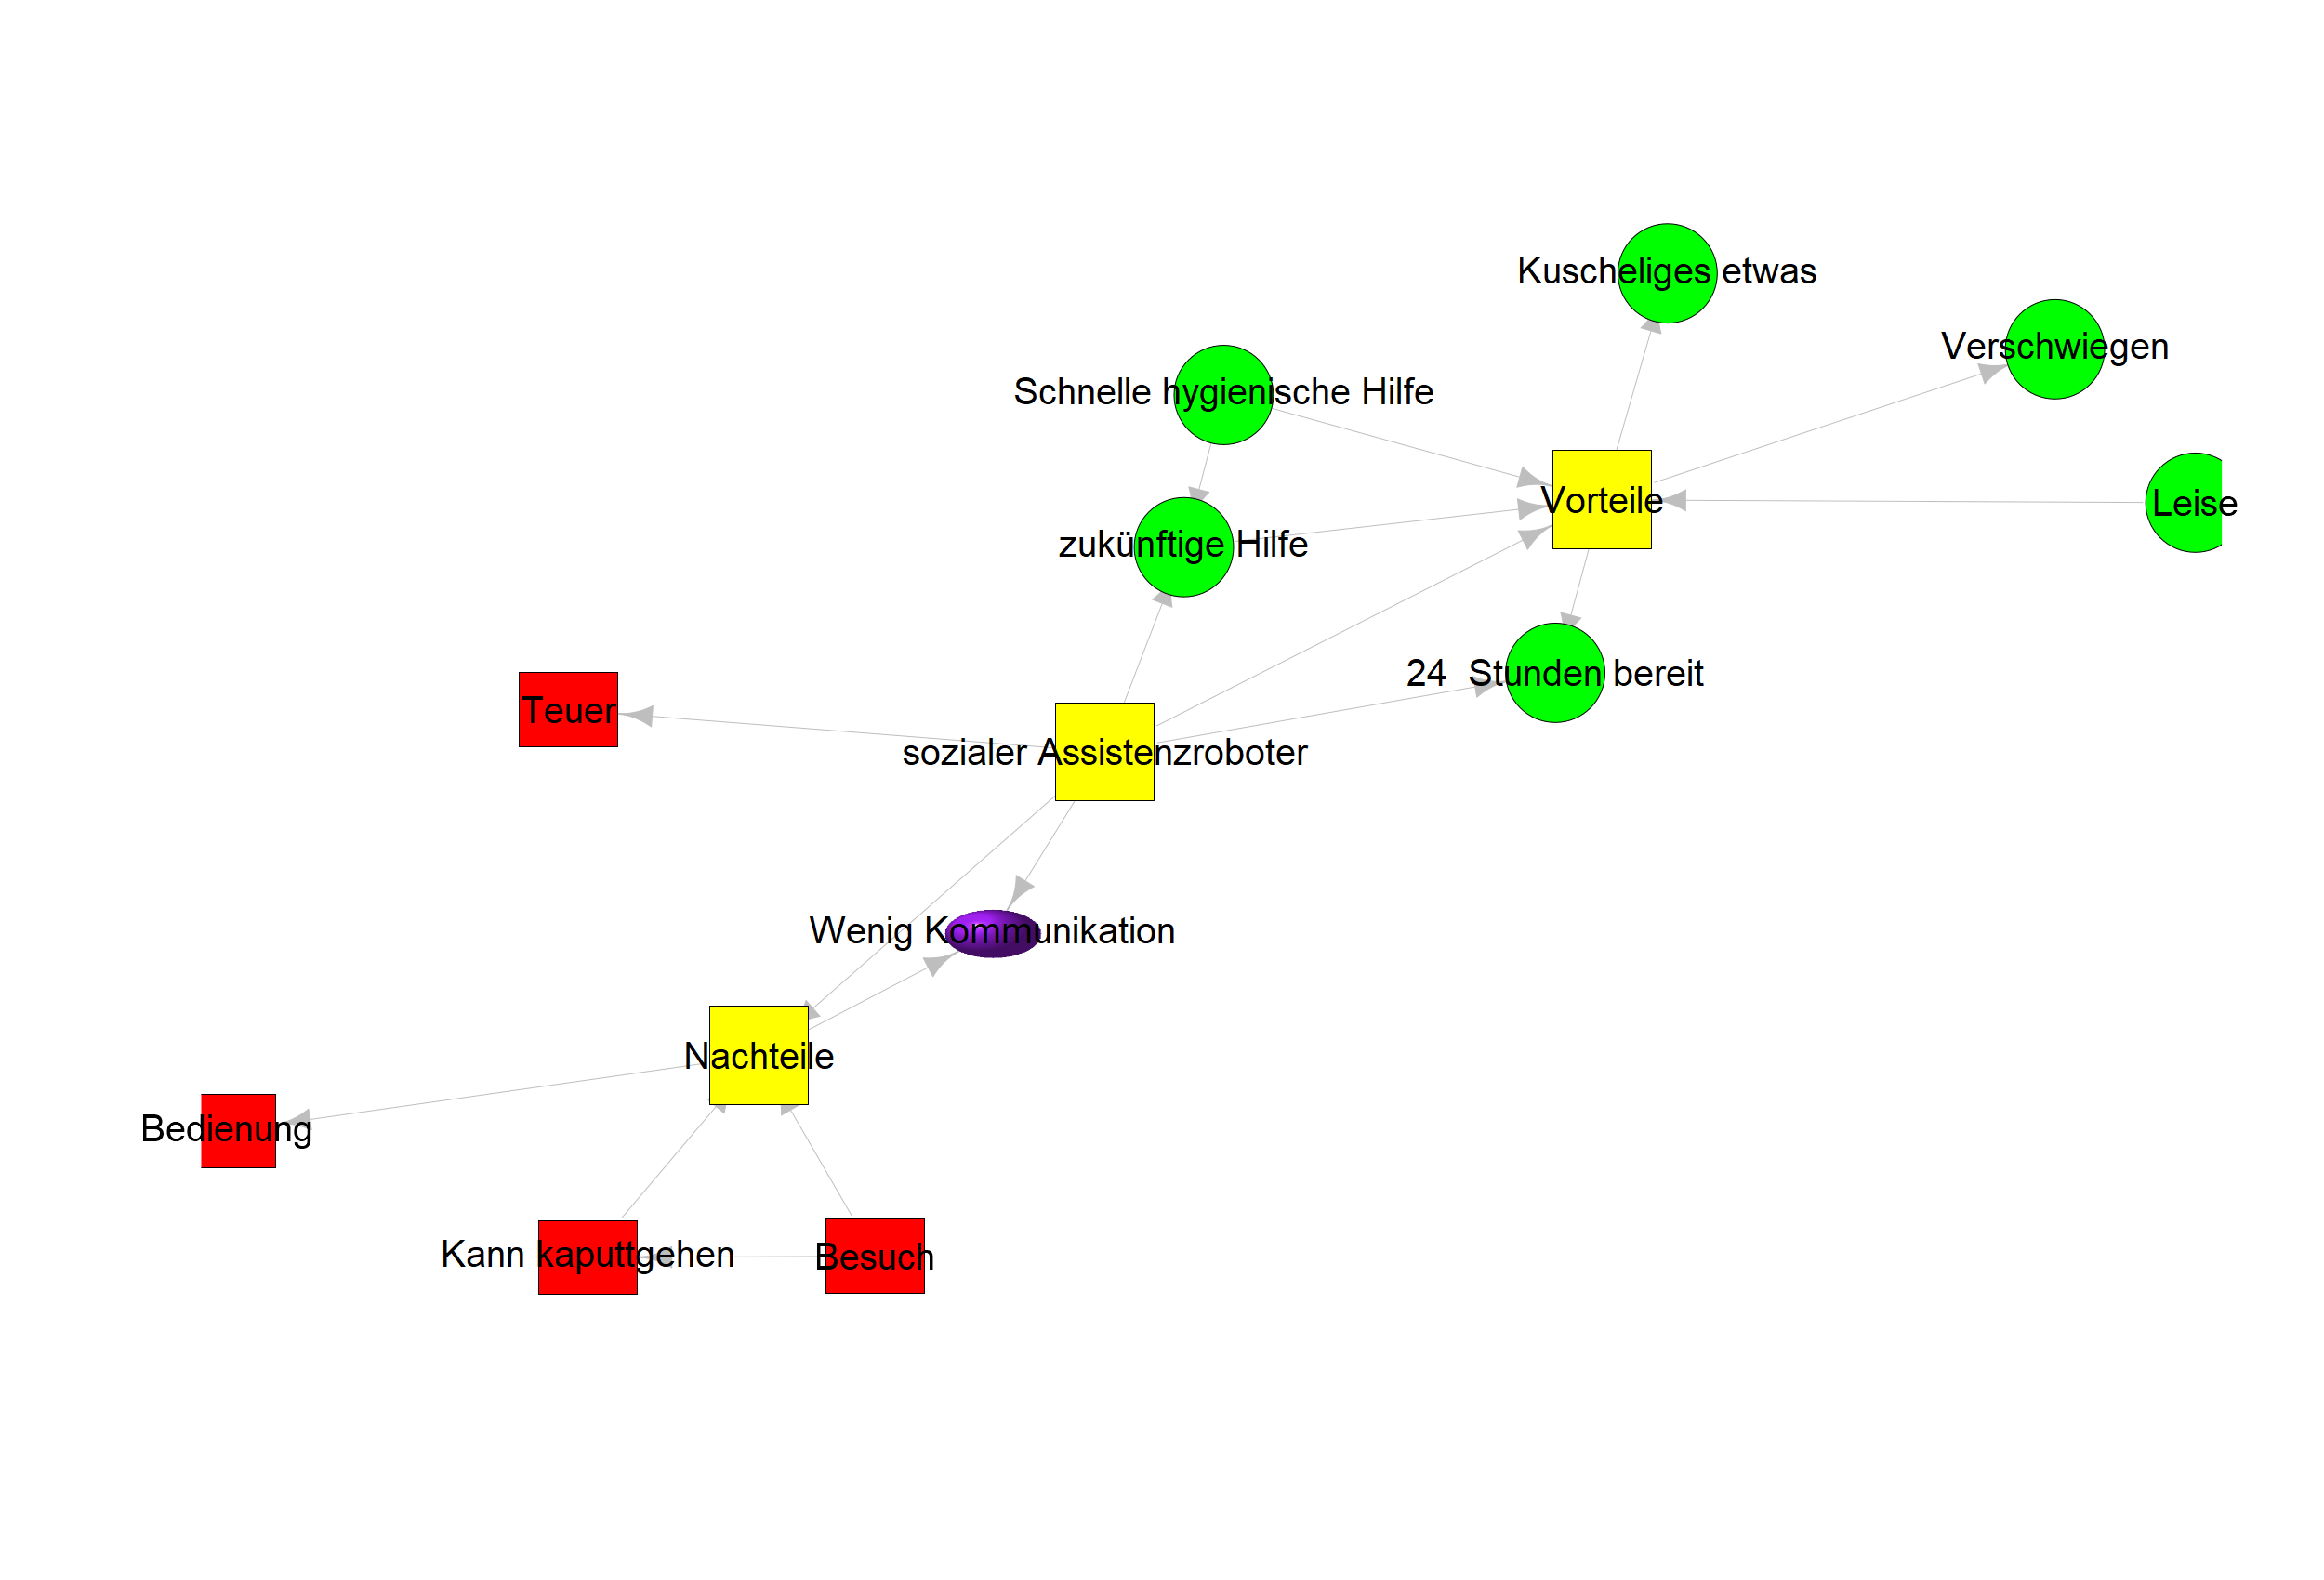 Kuscheliges etwas
Verschwiegen
Schnelle hygienische Hilfe
Vorteile
Leise
zukünftige Hilfe
24  Stunden bereit
Teuer
sozialer Assistenzroboter
Wenig Kommunikation
Nachteile
Bedienung
Kann kaputtgehen
Besuch